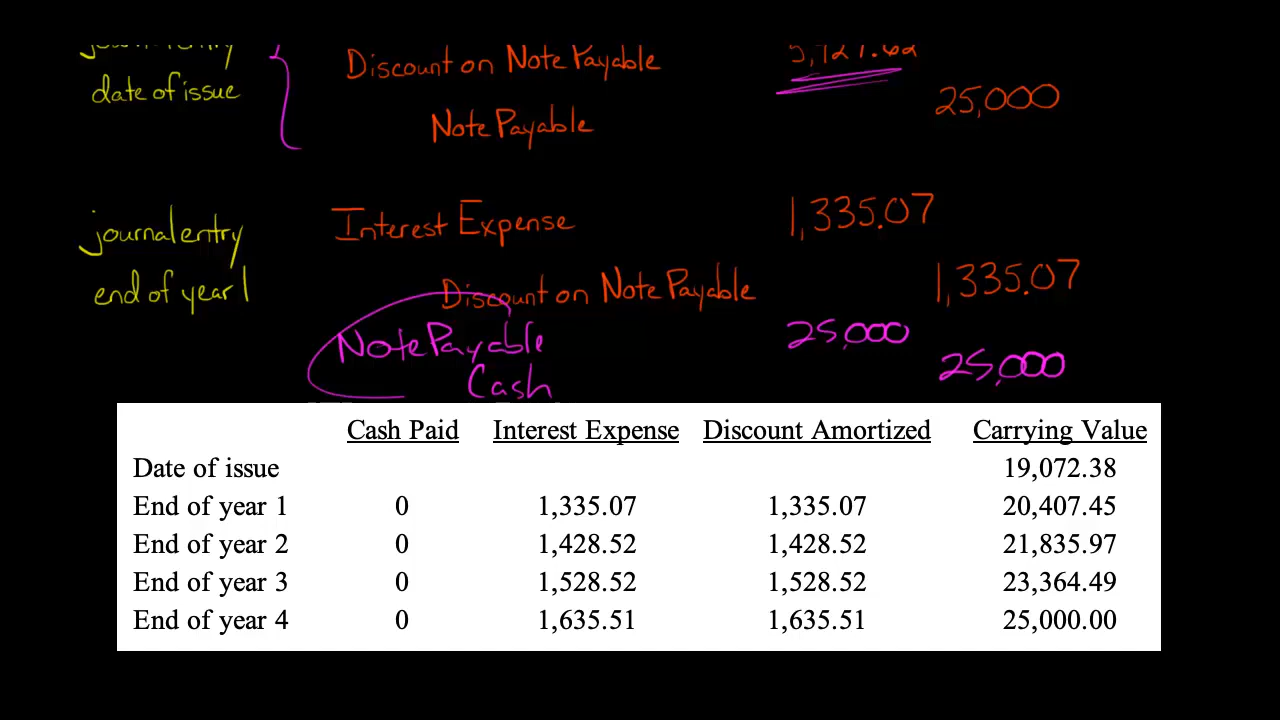 journal entry
date of issue
Discount on Note Payable 5,927.62
Note Payable 25,000
journal entry
end of year 1
Interest Expense 1,335.07
Discount on Note Payable 1,335.07
Note Payable 25,000
Cash 25,000
Cash Paid Interest Expense Discount Amortized Carrying Value
Date of issue 19,072.38
End of year 1 0 1,335.07 1,335.07 20,407.45
End of year 2 0 1,428.52 1,428.52 21,835.97
End of year 3 0 1,528.52 1,528.52 23,364.49
End of year 4 0 1,635.51 1,635.51 25,000.00